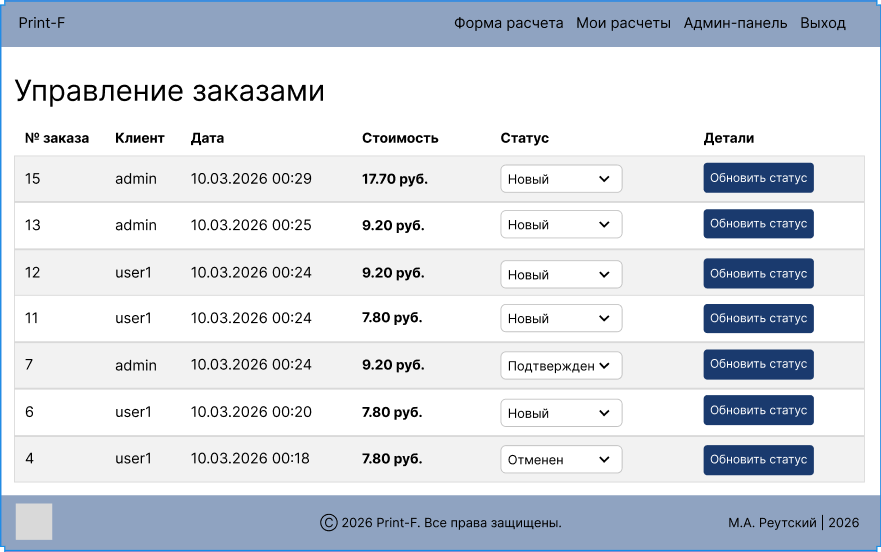 Print-F Форма расчета Мои расчеты Админ-панель Выход
Управление заказами
№ заказа Клиент Дата Стоимость Статус Детали
15 admin 10.03.2026 00:29 17.70 руб. Новый Обновить статус
13 admin 10.03.2026 00:25 9.20 руб. Новый Обновить статус
12 user1 10.03.2026 00:24 9.20 руб. Новый Обновить статус
11 user1 10.03.2026 00:24 7.80 руб. Новый Обновить статус
7 admin 10.03.2026 00:24 9.20 руб. Подтвержден Обновить статус
6 user1 10.03.2026 00:20 7.80 руб. Новый Обновить статус
4 user1 10.03.2026 00:18 7.80 руб. Отменен Обновить статус
© 2026 Print-F. Все права защищены. М.А. Реутский | 2026